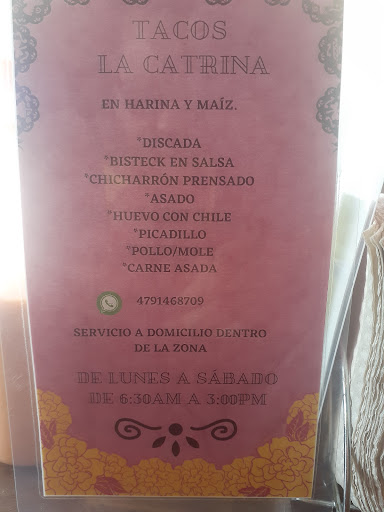 TACOS
LA CATRINA
EN HARINA Y MAÍZ.
*DISCADA
*BISTECK EN SALSA
*CHICHARRÓN PRENSADO
*ASADO
*HUEVO CON CHILE
*PICADILLO
*POLLO/MOLE
*CARNE ASADA
4791468709
SERVICIO A DOMICILIO DENTRO
DE LA ZONA
DE LUNES A SÁBADO
DE 6:30AM A 3:00PM